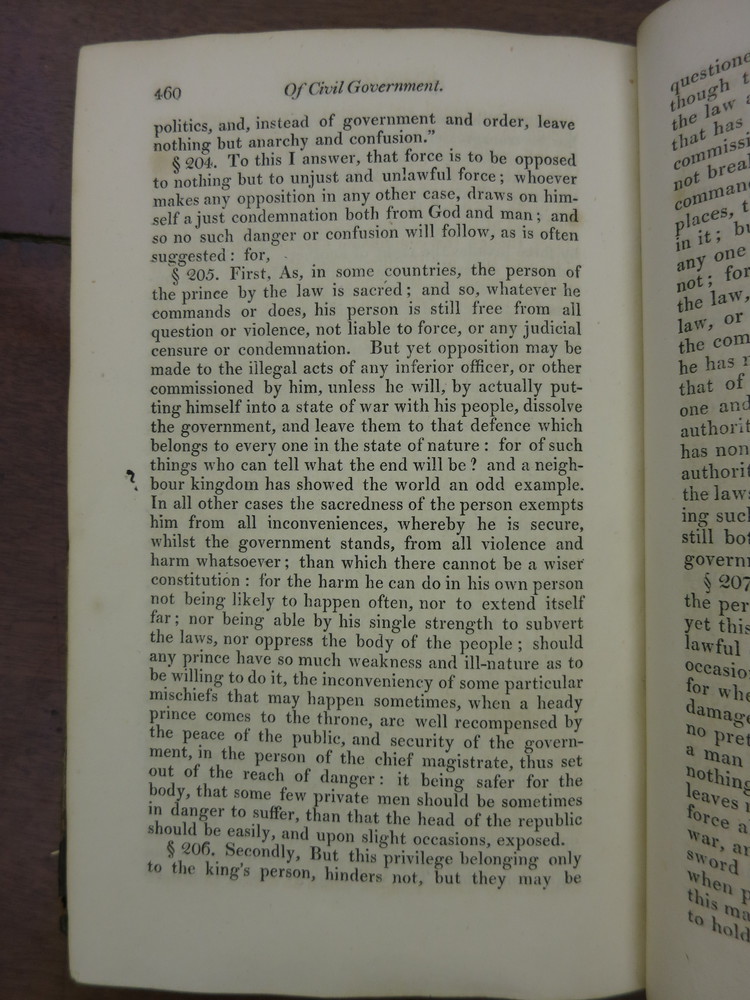 460 Of Civil Government.
politics, and, instead of government and order, leave
nothing but anarchy and confusion."
§ 204. To this I answer, that force is to be opposed
to nothing but to unjust and unlawful force; whoever
makes any opposition in any other case, draws on him-
self a just condemnation both from God and man; and
so no such danger or confusion will follow, as is often
suggested: for,
§ 205. First, As, in some countries, the person of
the prince by the law is sacred; and so, whatever he
commands or does, his person is still free from all
question or violence, not liable to force, or any judicial
censure or condemnation. But yet opposition may be
made to the illegal acts of any inferior officer, or other
commissioned by him, unless he will, by actually put-
ting himself into a state of war with his people, dissolve
the government, and leave them to that defence which
belongs to every one in the state of nature: for of such
things who can tell what the end will be? and a neigh-
bour kingdom has showed the world an odd example.
In all other cases the sacredness of the person exempts
him from all inconveniences, whereby he is secure,
whilst the government stands, from all violence and
harm whatsoever; than which there cannot be a wiser
constitution: for the harm he can do in his own person
not being likely to happen often, nor to extend itself
far; nor being able by his single strength to subvert
the laws, nor oppress the body of the people; should
any prince have so much weakness and ill-nature as to
be willing to do it, the inconveniency of some particular
mischiefs that may happen sometimes, when a heady
prince comes to the throne, are well recompensed by
the peace of the public, and security of the govern-
ment, in the person of the chief magistrate, thus set
out of the reach of danger: it being safer for the
body, that some few private men should be sometimes
in danger to suffer, than that the head of the republic
should be easily, and upon slight occasions, exposed.
§ 206. Secondly, But this privilege belonging only
to the king's person, hinders not, but they may be
though
the law
that has
not
places,
in it;
any one
not; for
the law,
law, or
the com
he has
that of
one and
authorit
has non
authorit
the law
ing suc
still
govern
§ 207
the per
yet this
lawful
occasio
for whe
damag
no pret
a man
nothing
leaves
force a
war, an
sword
when
this ma
to hold